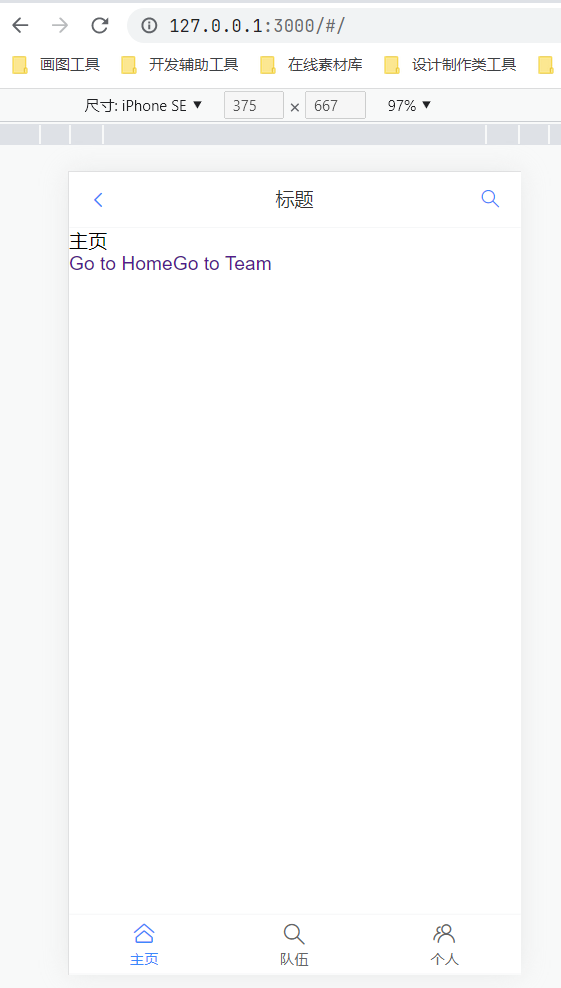 127.0.0.1:3000/#/
画图工具 开发辅助工具 在线素材库 设计制作类工具
尺寸: iPhone SE ▼ 375 × 667 97% ▼
标题
主页
Go to HomeGo to Team
主页 队伍 个人